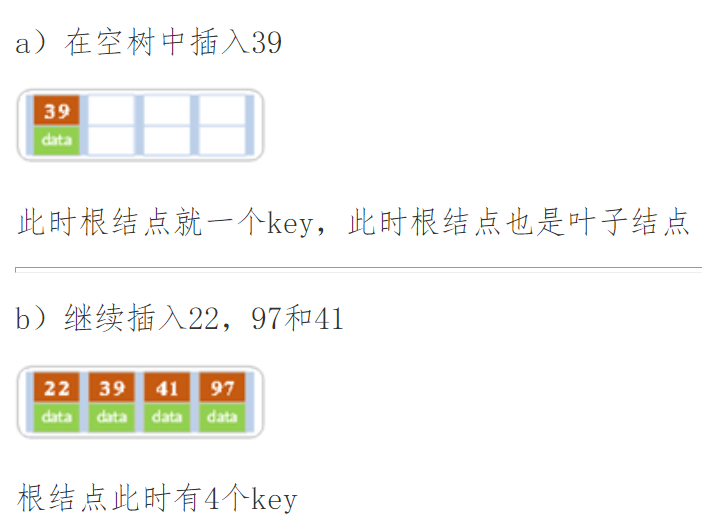 a）在空树中插入39
39
data
此时根结点就一个key，此时根结点也是叶子结点
b）继续插入22，97和41
22 39 41 97
data data data data
根结点此时有4个key